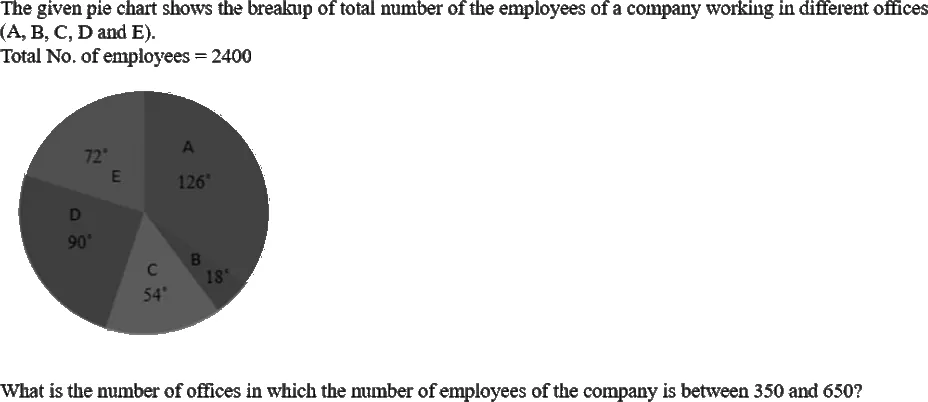 The given pie chart shows the breakup of total number of the employees of a company working in different offices
(A, B, C, D and E).
Total No. of employees = 2400
A
126°
72°
E
D
90°
B
18°
C
54°
What is the number of offices in which the number of employees of the company is between 350 and 650?